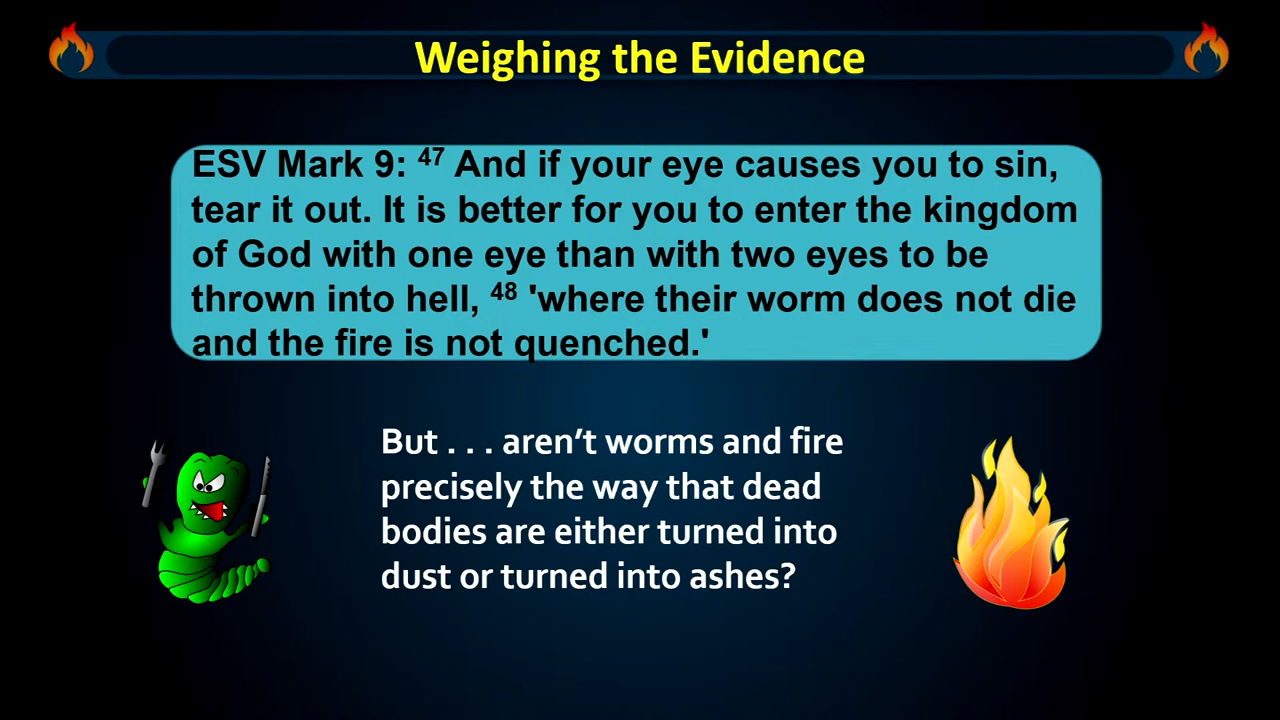 Weighing the Evidence
ESV Mark 9: 47 And if your eye causes you to sin,
tear it out. It is better for you to enter the kingdom
of God with one eye than with two eyes to be
thrown into hell, 48 'where their worm does not die
and the fire is not quenched.'
But . . . aren’t worms and fire
precisely the way that dead
bodies are either turned into
dust or turned into ashes?